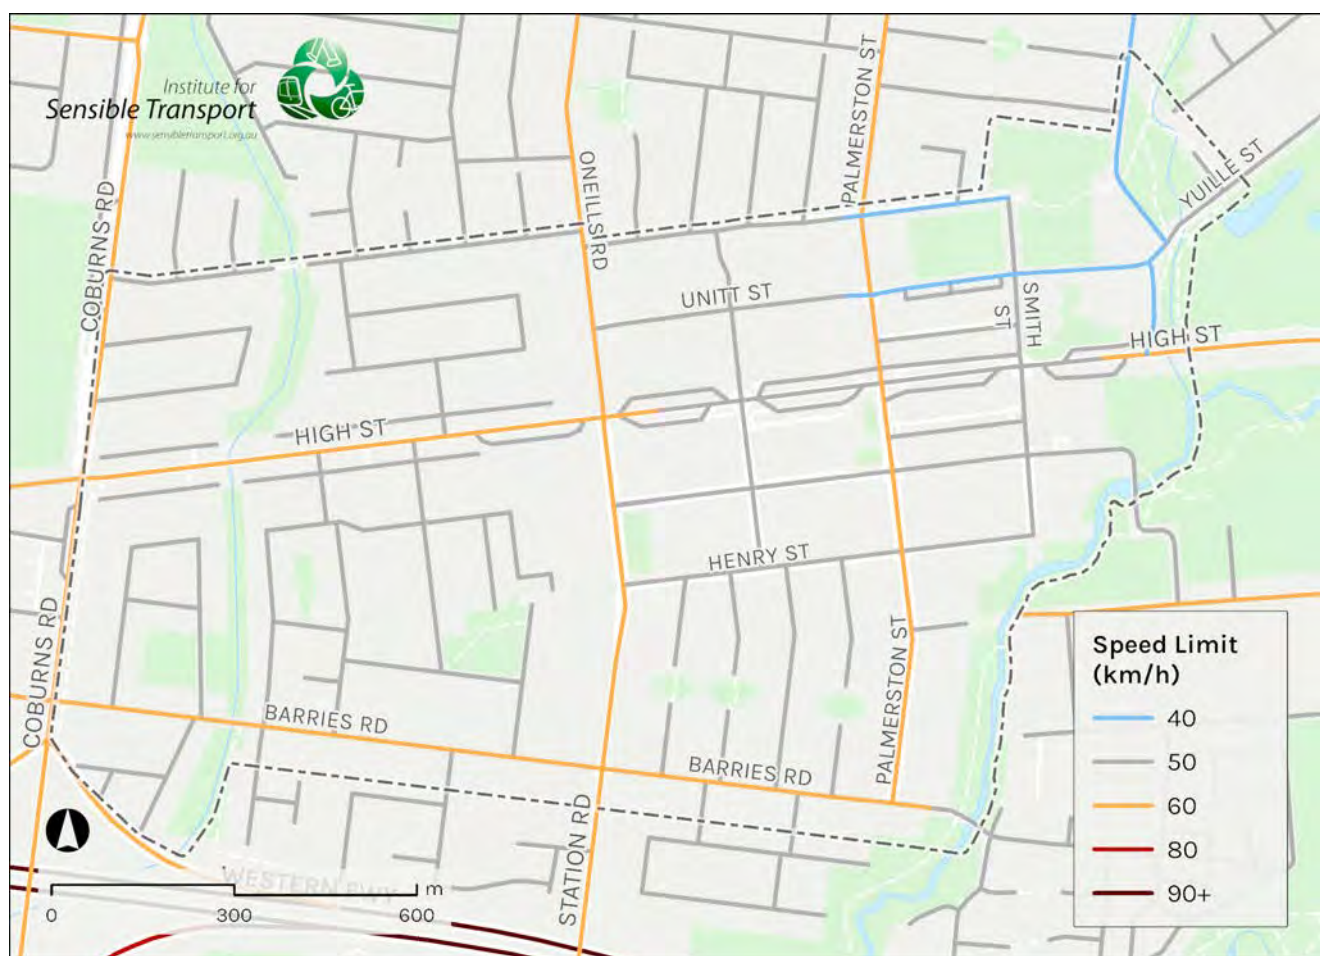 Institute for
Sensible Transport
www.sensibletransport.org.au
COBURNS RD
ONEILLS RD
PALMERSTON ST
YUILLE ST
UNITT ST
SMITH
ST
HIGH ST
HIGH ST
HENRY ST
COBURNS RD
BARRIES RD
BARRIES RD
PALMERSTON ST
STATION RD
WESTERN FWY
m
0
300
600
Speed Limit
(km/h)
40
50
60
80
90+